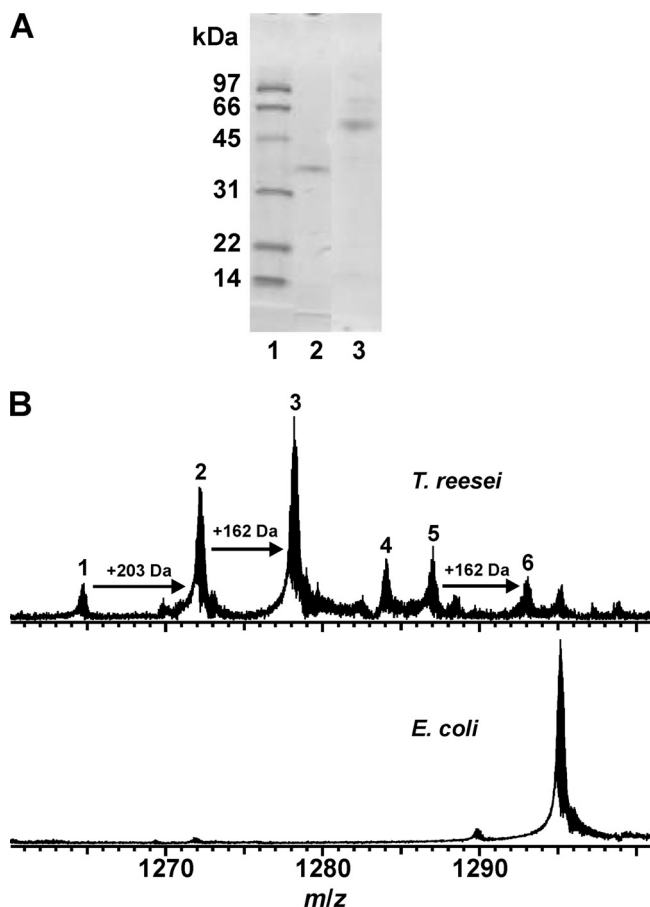 A
kDa
97
66
45
31
22
14
1 2 3
B
3
2
T. reesei
+162 Da
1 4 5 6
+203 Da +162 Da
E. coli
1270 1280 1290
m/z